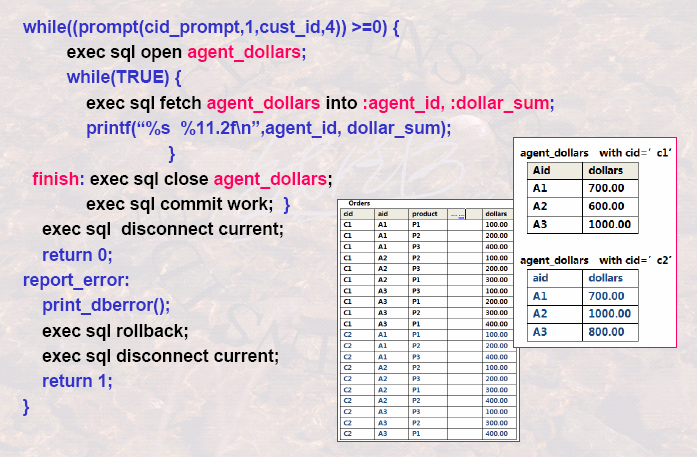 while((prompt(cid_prompt,1,cust_id,4)) >=0) {
exec sql open agent_dollars;
while(TRUE) {
exec sql fetch agent_dollars into :agent_id, :dollar_sum;
printf(“%s %11.2f\n”,agent_id, dollar_sum);
}
finish: exec sql close agent_dollars;
exec sql commit work; }
exec sql disconnect current;
return 0;
report_error:
print_dberror();
exec sql rollback;
exec sql disconnect current;
return 1;
}
Orders
cid aid product ... ... dollars
C1 A1 P1 100.00
C1 A1 P2 200.00
C1 A1 P3 400.00
C1 A2 P2 100.00
C1 A2 P3 200.00
C1 A2 P1 300.00
C1 A3 P3 100.00
C1 A3 P1 200.00
C1 A3 P2 300.00
C1 A3 P1 400.00
C2 A1 P1 100.00
C2 A1 P2 200.00
C2 A1 P3 400.00
C2 A2 P2 100.00
C2 A2 P3 200.00
C2 A2 P1 300.00
C2 A2 P2 400.00
C2 A3 P3 100.00
C2 A3 P2 300.00
C2 A3 P1 400.00
agent_dollars with cid=‘ c1’
Aid dollars
A1 700.00
A2 600.00
A3 1000.00
agent_dollars with cid=‘ c2’
aid dollars
A1 700.00
A2 1000.00
A3 800.00